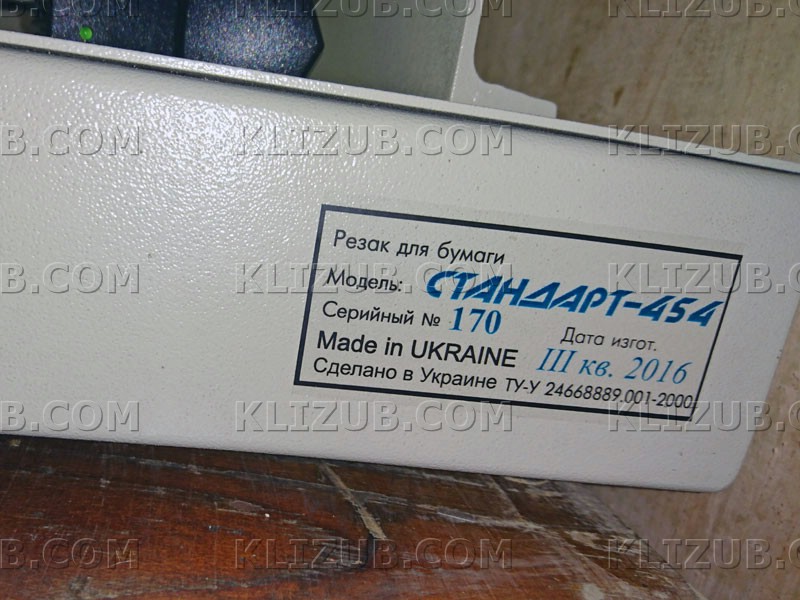 Резак для бумаги
Модель: СТАНДАРТ-454
Серийный № 170
Дата изгот.
Made in UKRAINE III кв. 2016
Сделано в Украине ТУ-У 24668889.001-2000
KLIZUB.COM